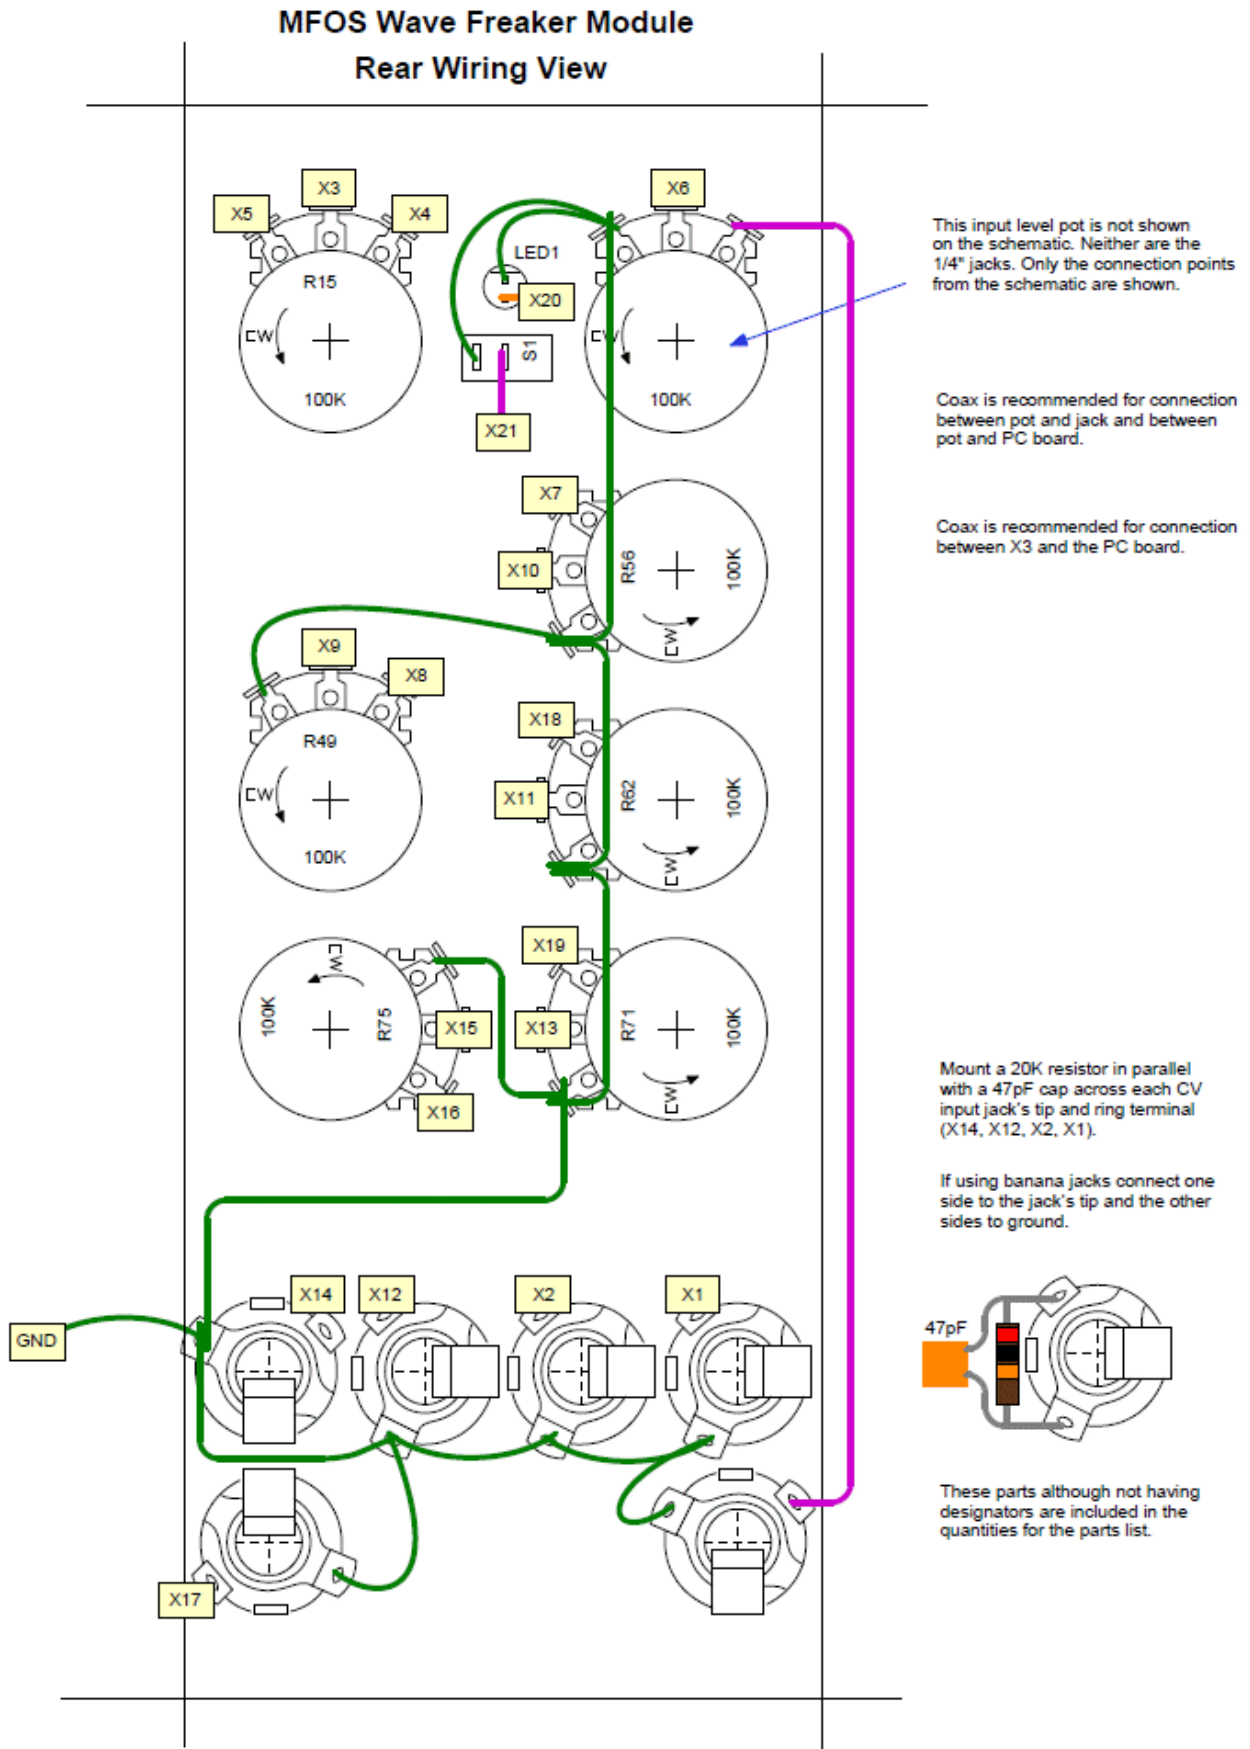 MFOS Wave Freaker Module
Rear Wiring View
X3
X5
X4
X6
LED1
R15
X20
CW
S1
CW
100K
100K
X21
This input level pot is not shown
on the schematic. Neither are the
1/4" jacks. Only the connection points
from the schematic are shown.
Coax is recommended for connection
between pot and jack and between
pot and PC board.
X7
X10
R56
100K
CW
Coax is recommended for connection
between X3 and the PC board.
X9
X8
R49
CW
100K
X18
X11
R62
100K
CW
X19
CW
100K
R75
X15
X13
R71
100K
X16
CW
Mount a 20K resistor in parallel
with a 47pF cap across each CV
input jack's tip and ring terminal
(X14, X12, X2, X1).
If using banana jacks connect one
side to the jack's tip and the other
sides to ground.
X14
X12
X2
X1
GND
47pF
These parts although not having
designators are included in the
quantities for the parts list.
X17